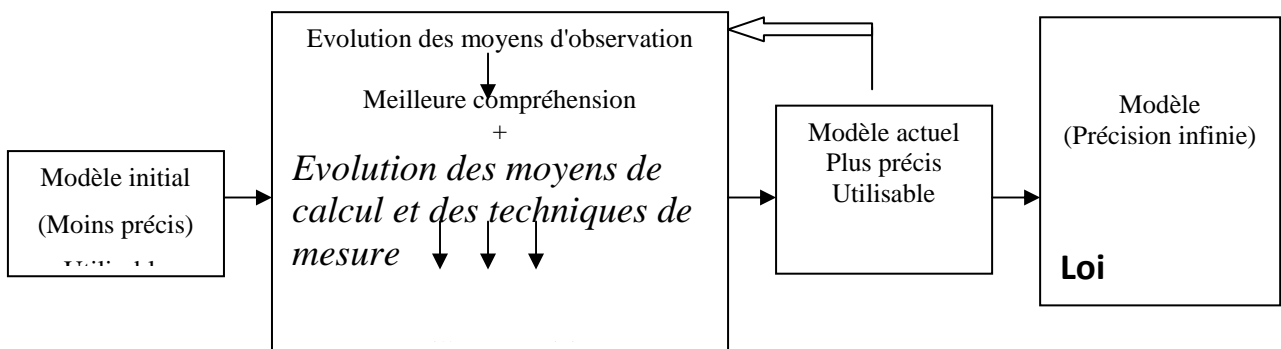 Modèle initial
(Moins précis)
Evolution des moyens d'observation
Meilleure compréhension
+
Evolution des moyens de
calcul et des techniques de
mesure
Modèle actuel
Plus précis
Utilisable
Modèle
(Précision infinie)
Loi